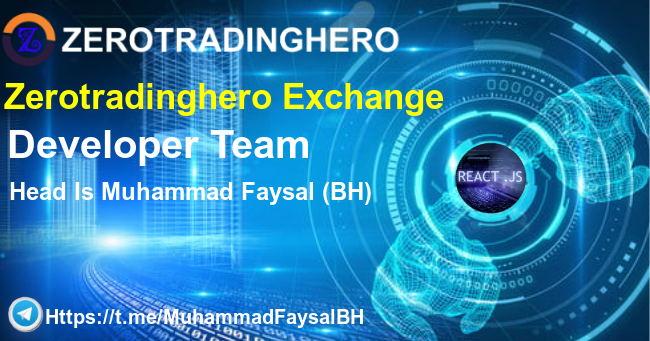 Z
ZEROTRADINGHERO
Zerotradinghero Exchange
Developer Team
Head Is Muhammad Faysal (BH)
REACT .JS
Https://t.me/MuhammadFaysalBH